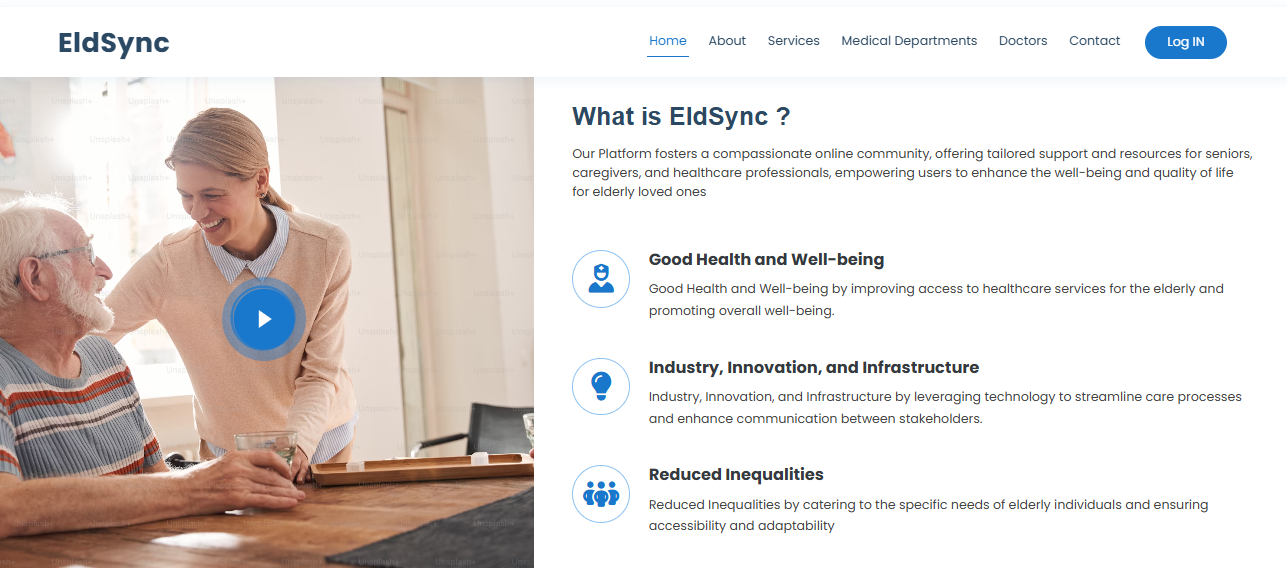 EldSync
Home About Services Medical Departments Doctors Contact Log IN
What is EldSync ?
Our Platform fosters a compassionate online community, offering tailored support and resources for seniors,
caregivers, and healthcare professionals, empowering users to enhance the well-being and quality of life
for elderly loved ones
Good Health and Well-being
Good Health and Well-being by improving access to healthcare services for the elderly and
promoting overall well-being.
Industry, Innovation, and Infrastructure
Industry, Innovation, and Infrastructure by leveraging technology to streamline care processes
and enhance communication between stakeholders.
Reduced Inequalities
Reduced Inequalities by catering to the specific needs of elderly individuals and ensuring
accessibility and adaptability
Unsplash+